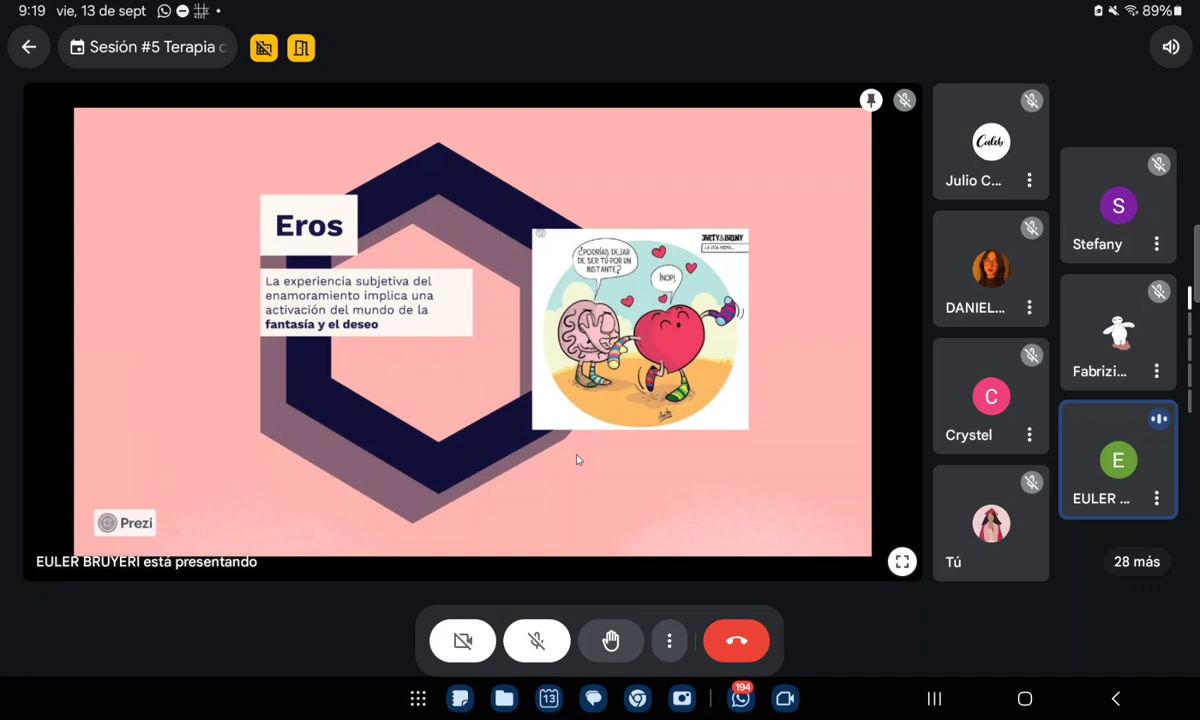 9:19 vie, 13 de sept
89%
Sesión #5 Terapia
Eros
La experiencia subjetiva del
enamoramiento implica una
activación del mundo de la
fantasía y el deseo
¿PODRÍAS DEJAR
DE SER TÚ POR UN
INSTANTE?
¡NOP!
Prezi
EULER BRUYERI está presentando
Caleb
Julio C...
DANIEL...
C
Crystel
Tú
S
Stefany
Fabrizi...
E
EULER ...
28 más
13
194